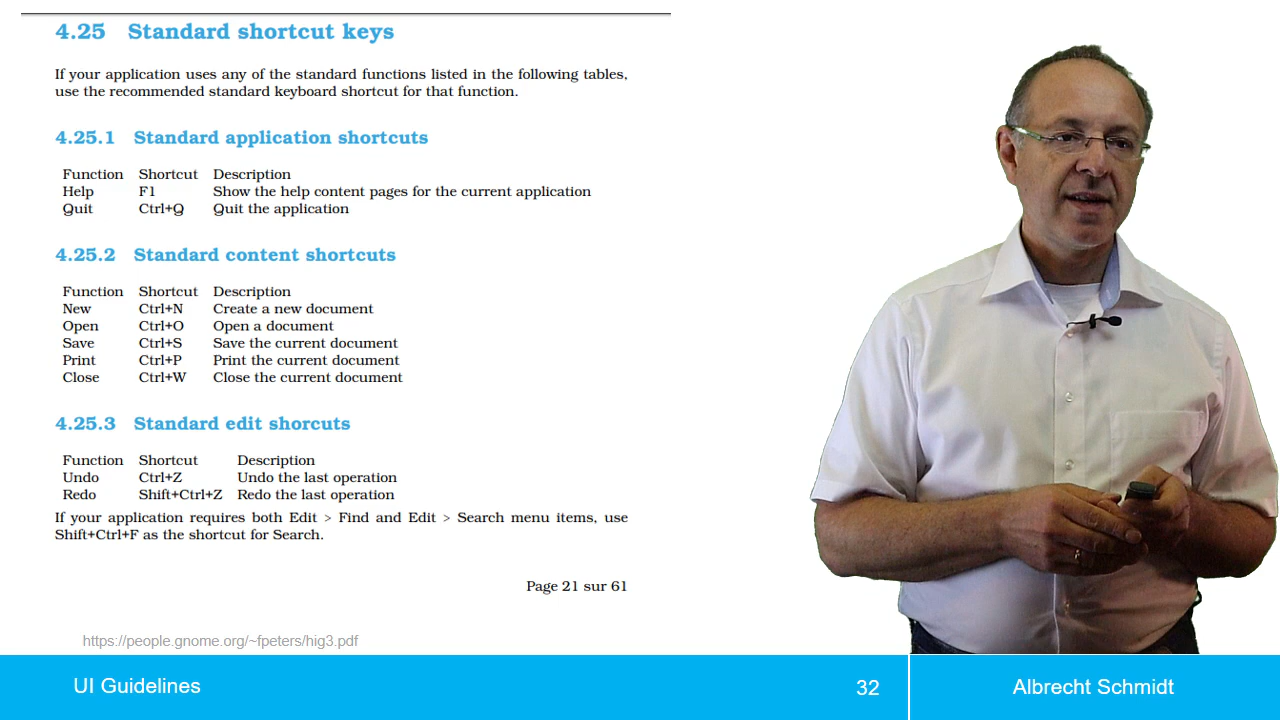 4.25 Standard shortcut keys
If your application uses any of the standard functions listed in the following tables,
use the recommended standard keyboard shortcut for that function.
4.25.1 Standard application shortcuts
Function Shortcut Description
Help F1 Show the help content pages for the current application
Quit Ctrl+Q Quit the application
4.25.2 Standard content shortcuts
Function Shortcut Description
New Ctrl+N Create a new document
Open Ctrl+O Open a document
Save Ctrl+S Save the current document
Print Ctrl+P Print the current document
Close Ctrl+W Close the current document
4.25.3 Standard edit shorcuts
Function Shortcut Description
Undo Ctrl+Z Undo the last operation
Redo Shift+Ctrl+Z Redo the last operation
If your application requires both Edit > Find and Edit > Search menu items, use
Shift+Ctrl+F as the shortcut for Search.
Page 21 sur 61
https://people.gnome.org/~fpeters/hig3.pdf
UI Guidelines 32 Albrecht Schmidt